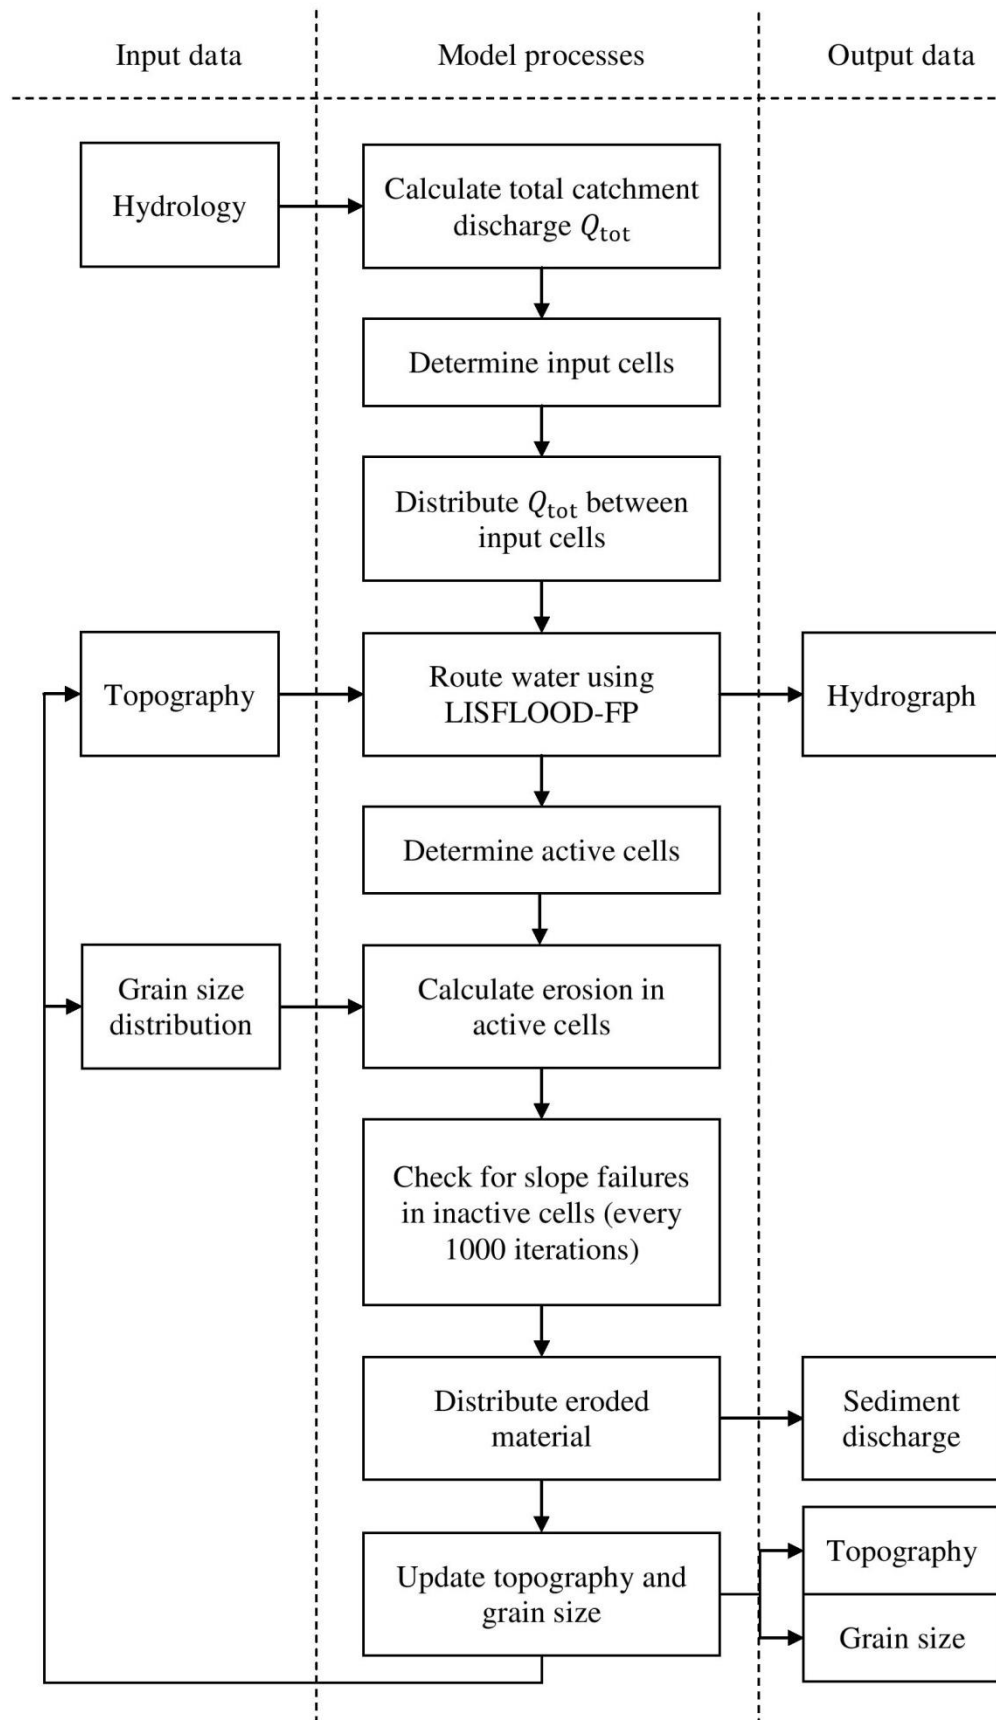 Input data
Model processes
Output data
Hydrology
Calculate total catchment
discharge Qtot
Determine input cells
Distribute Qtot between
input cells
Topography
Route water using
LISFLOOD-FP
Hydrograph
Determine active cells
Grain size
distribution
Calculate erosion in
active cells
Check for slope failures
in inactive cells (every
1000 iterations)
Distribute eroded
material
Sediment
discharge
Update topography and
grain size
Topography
Grain size